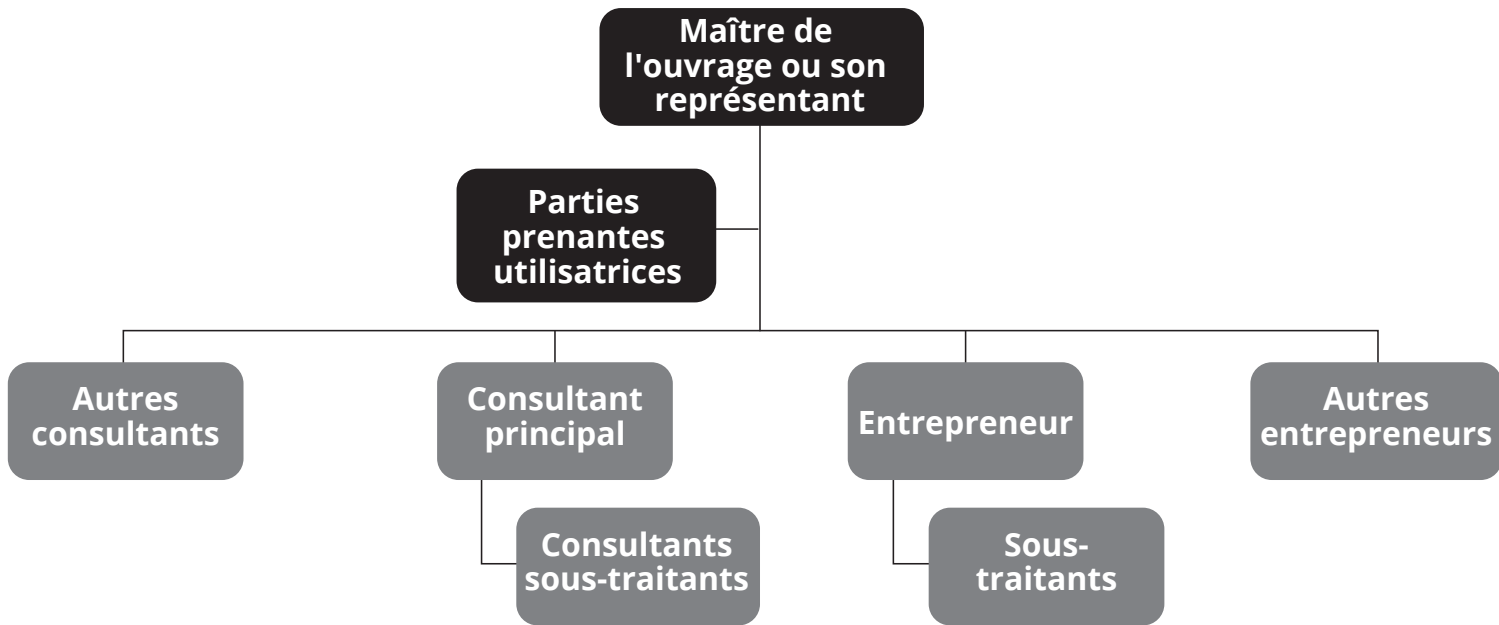 Maître de
l'ouvrage ou son
représentant
Parties
prenantes
utilisatrices
Autres
consultants
Consultant
principal
Entrepreneur
Autres
entrepreneurs
Consultants
sous-traitants
Sous-
traitants